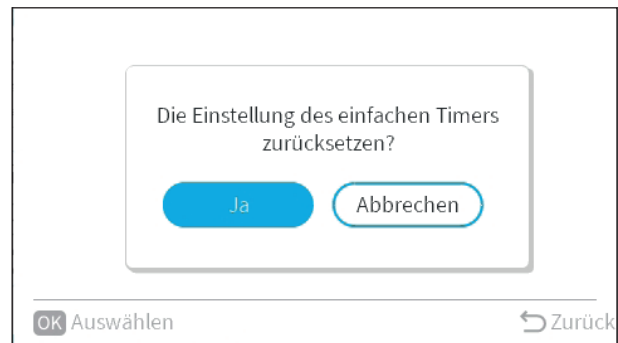 Die Einstellung des einfachen Timers
zurücksetzen?
Ja Abbrechen
OK Auswählen Zurück